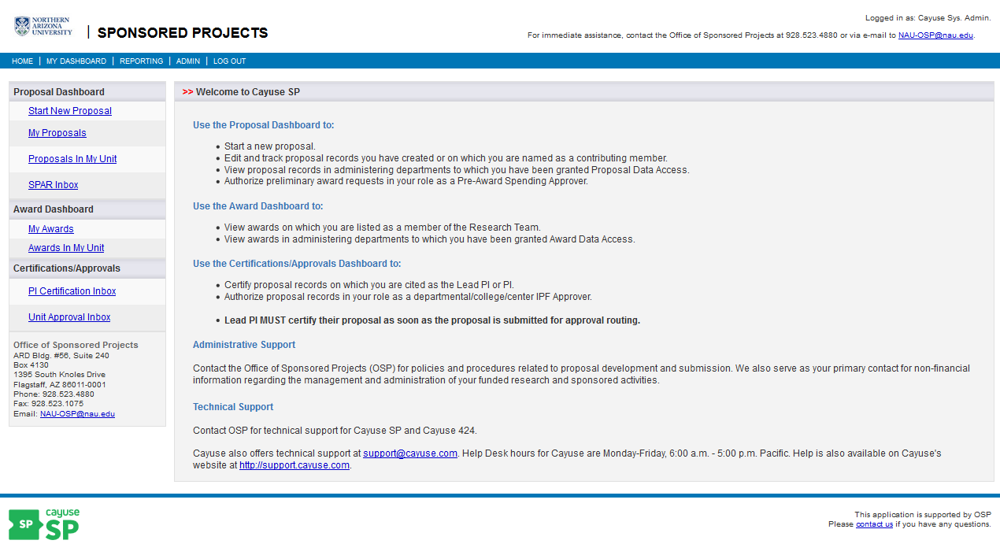 NORTHERN
ARIZONA
UNIVERSITY
SPONSORED PROJECTS
Logged in as: Cayuse Sys. Admin.
For immediate assistance, contact the Office of Sponsored Projects at 928.523.4880 or via e-mail to NAU-OSP@nau.edu.
HOME | MY DASHBOARD | REPORTING | ADMIN | LOG OUT
Proposal Dashboard
Start New Proposal
My Proposals
Proposals In My Unit
SPAR Inbox
Award Dashboard
My Awards
Awards In My Unit
Certifications/Approvals
PI Certification Inbox
Unit Approval Inbox
Office of Sponsored Projects
ARD Bldg. #56, Suite 240
Box 4130
1395 South Knoles Drive
Flagstaff, AZ 86011-0001
Phone: 928.523.4880
Fax: 928.523.1075
Email: NAU-OSP@nau.edu
>> Welcome to Cayuse SP
Use the Proposal Dashboard to:
• Start a new proposal.
• Edit and track proposal records you have created or on which you are named as a contributing member.
• View proposal records in administering departments to which you have been granted Proposal Data Access.
• Authorize preliminary award requests in your role as a Pre-Award Spending Approver.
Use the Award Dashboard to:
• View awards on which you are listed as a member of the Research Team.
• View awards in administering departments to which you have been granted Award Data Access.
Use the Certifications/Approvals Dashboard to:
• Certify proposal records on which you are cited as the Lead PI or PI.
• Authorize proposal records in your role as a departmental/college/center IPF Approver.
• Lead PI MUST certify their proposal as soon as the proposal is submitted for approval routing.
Administrative Support
Contact the Office of Sponsored Projects (OSP) for policies and procedures related to proposal development and submission. We also serve as your primary contact for non-financial
information regarding the management and administration of your funded research and sponsored activities.
Technical Support
Contact OSP for technical support for Cayuse SP and Cayuse 424.
Cayuse also offers technical support at support@cayuse.com. Help Desk hours for Cayuse are Monday-Friday, 6:00 a.m. - 5:00 p.m. Pacific. Help is also available on Cayuse's
website at http://support.cayuse.com.
SP
cayuse
SP
This application is supported by OSP
Please contact us if you have any questions.